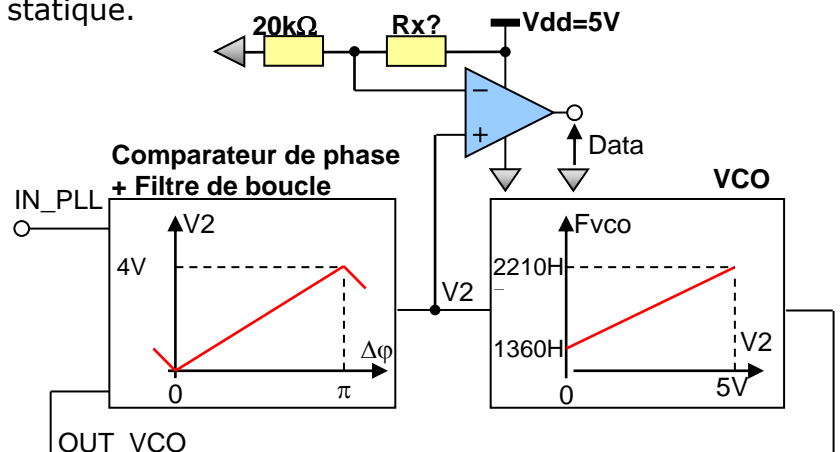 statique.
20kΩ
Rx?
Vdd=5V
−
+
Data
Comparateur de phase
+ Filtre de boucle
VCO
IN_PLL
V2
4V
Δφ
0
π
V2
Fvco
2210H
1360H
V2
0
5V
OUT_VCO